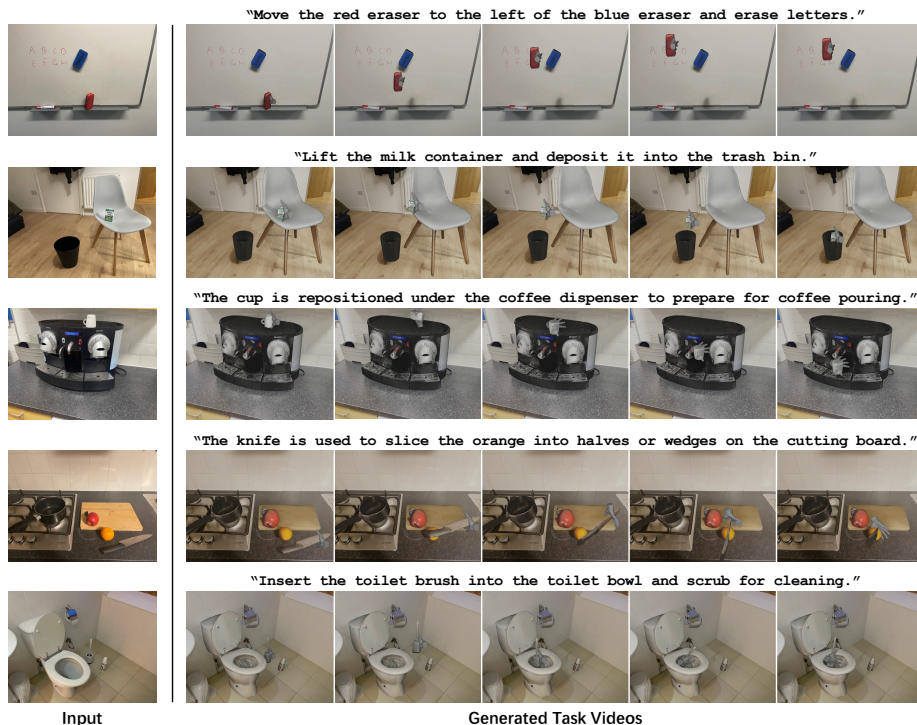 “Move the red eraser to the left of the blue eraser and erase letters.”
A B C D
E F G H
“Lift the milk container and deposit it into the trash bin.”
“The cup is repositioned under the coffee dispenser to prepare for coffee pouring.”
“The knife is used to slice the orange into halves or wedges on the cutting board.”
“Insert the toilet brush into the toilet bowl and scrub for cleaning.”
Input
Generated Task Videos